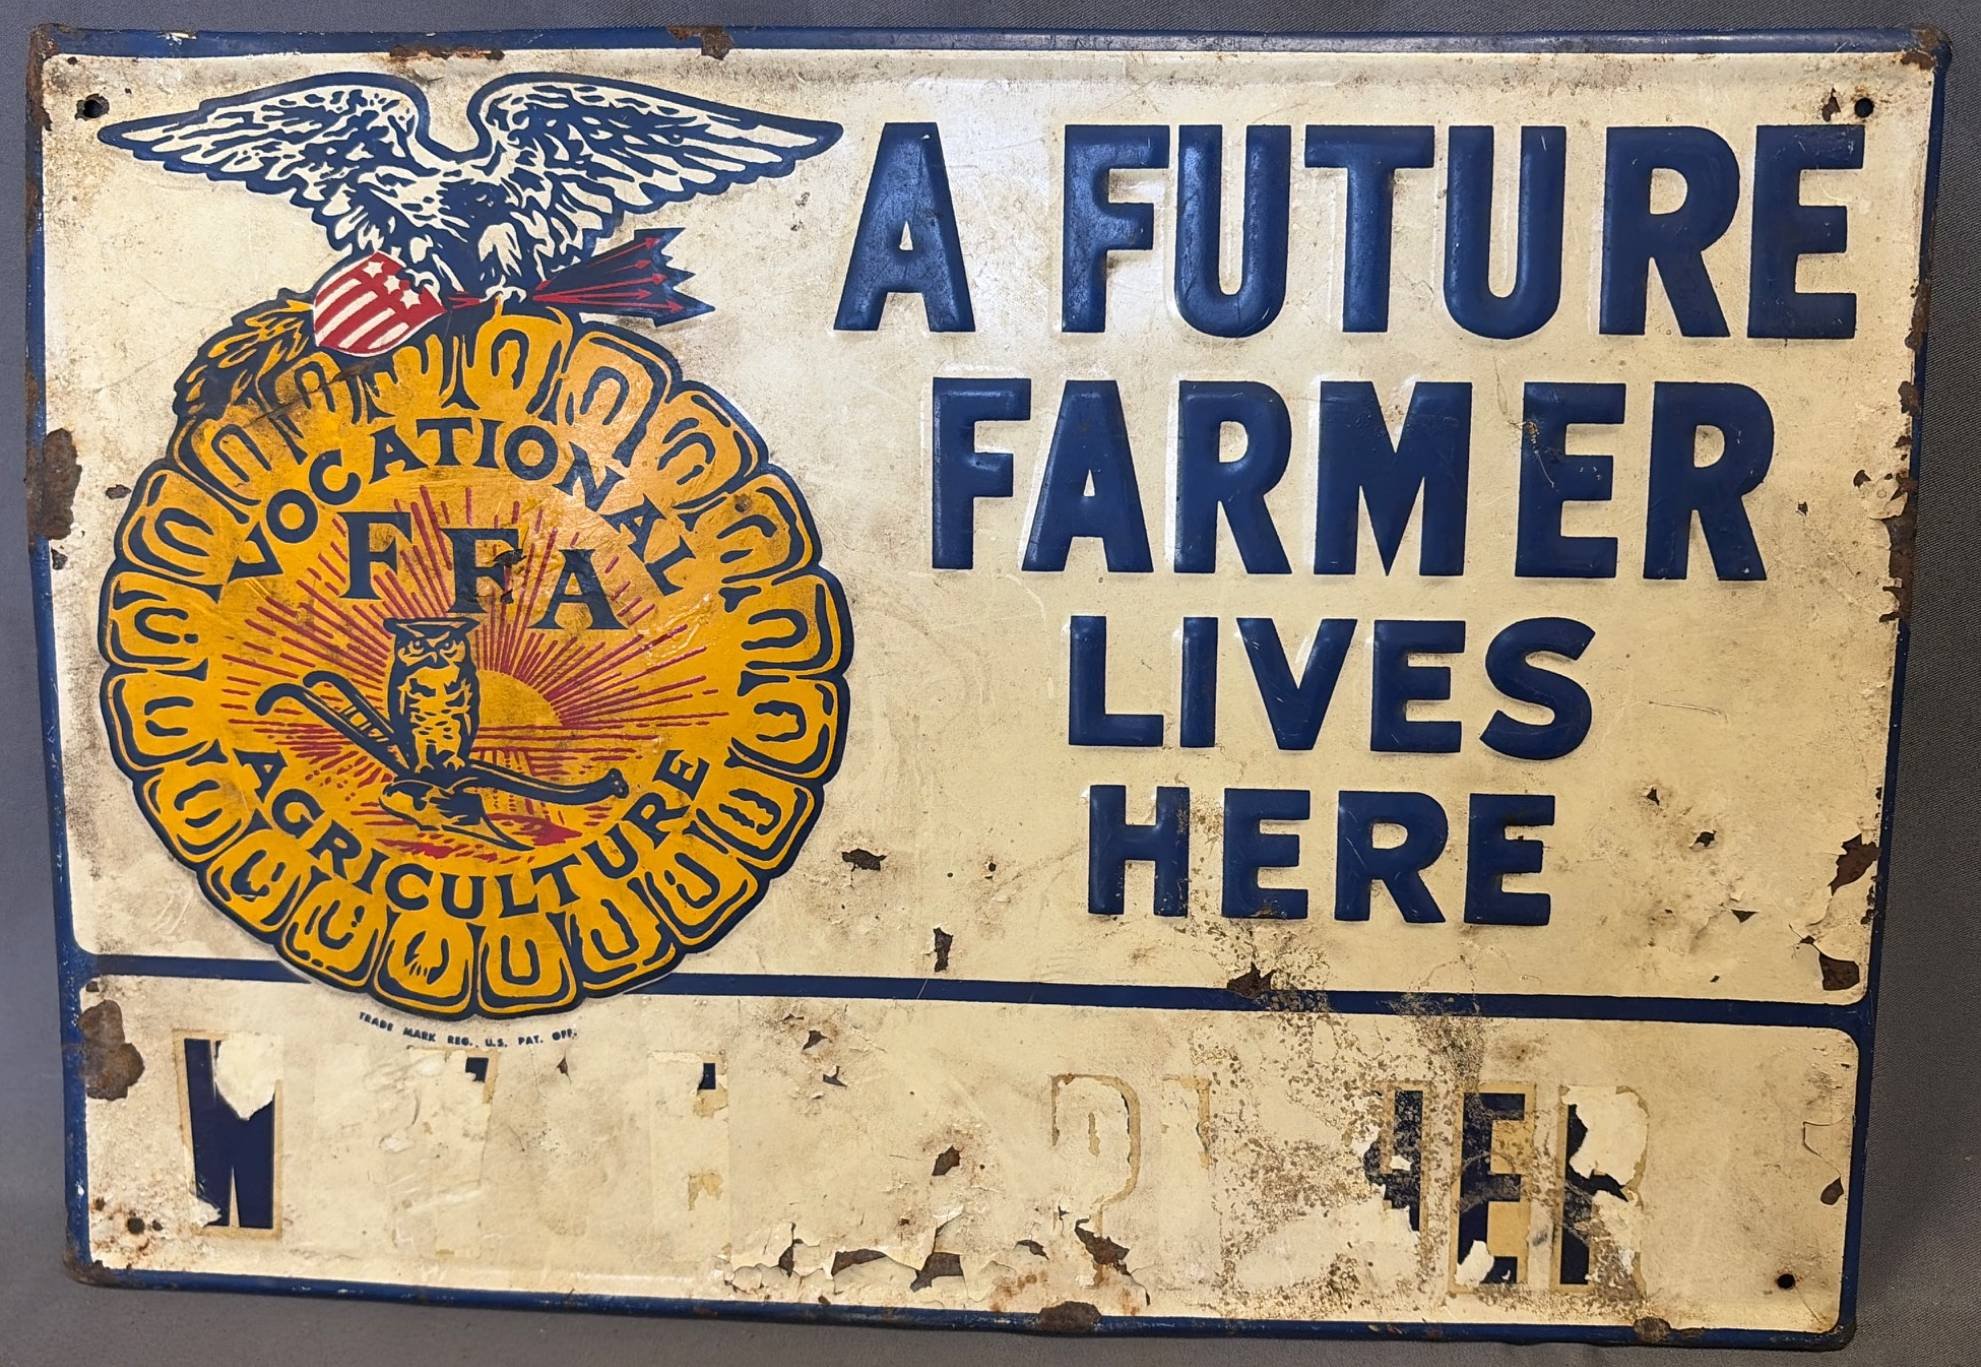 A FUTURE
FARMER
LIVES
HERE
VOCATIONAL
FFA
AGRICULTURE
TRADE MARK REG. U.S. PAT. OFF.